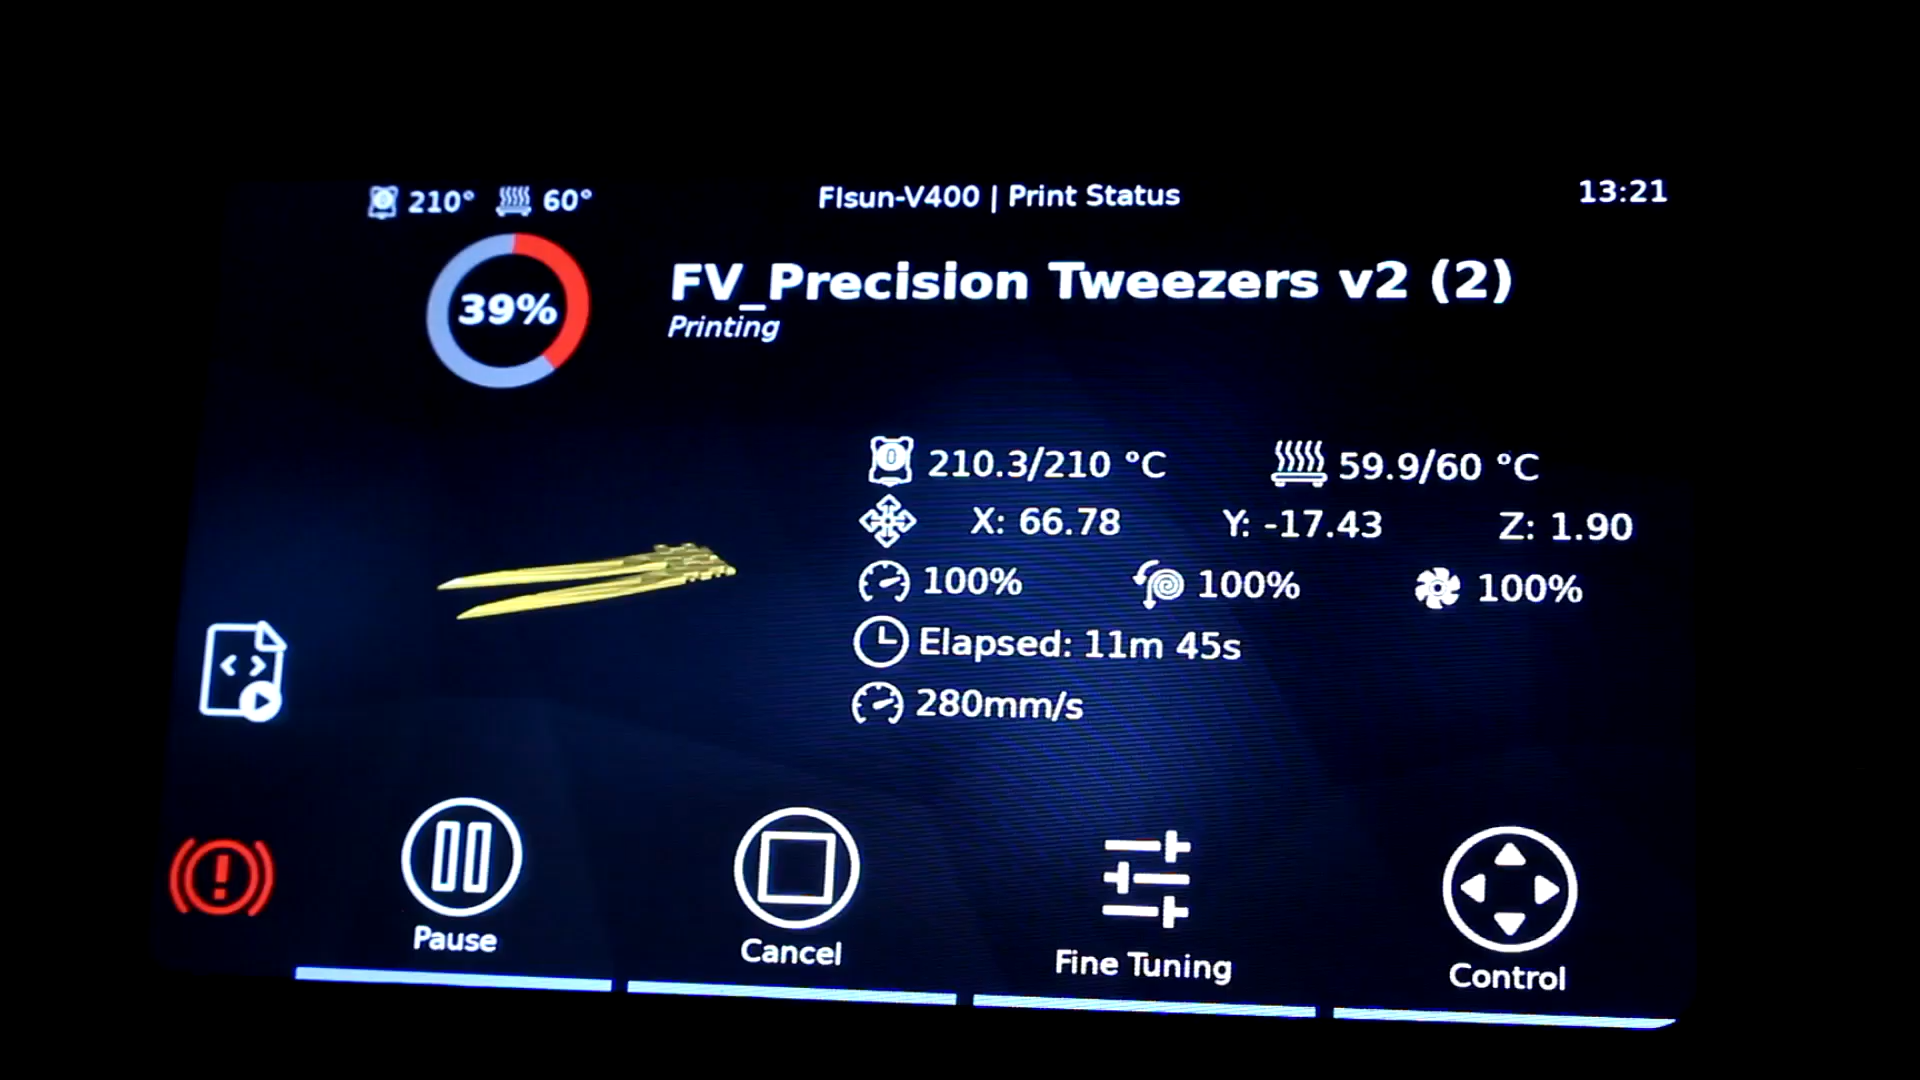 210° 60° Flsun-V400 | Print Status 13:21
39%
FV_Precision Tweezers v2 (2)
Printing
0 210.3/210 °C 59.9/60 °C
X: 66.78 Y: -17.43 Z: 1.90
100% 100% 100%
Elapsed: 11m 45s
280mm/s
Pause Cancel Fine Tuning Control